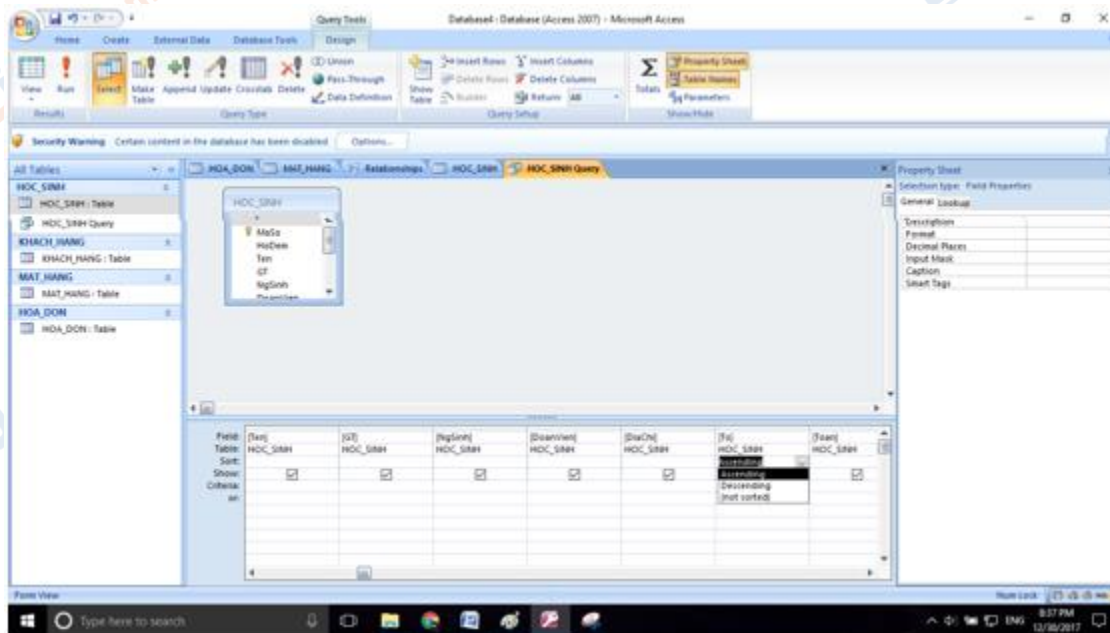 Query Tools
Database4 : Database (Access 2007) - Microsoft Access
Home Create External Data Database Tools Design
View
Run
Select
Make Table
Append
Update
Crosstab
Delete
Union
Pass-Through
Data Definition
Show Table
Insert Rows
Delete Rows
Builder
Insert Columns
Delete Columns
Return: All
Totals
Property Sheet
Table Names
Parameters
Results
Query Type
Query Setup
Show/Hide
Security Warning Certain content in the database has been disabled Options...
All Tables
HOC_SINH
HOC_SINH : Table
HOC_SINH Query
KHACH_HANG
KHACH_HANG : Table
MAT_HANG
MAT_HANG : Table
HOA_DON
HOA_DON : Table
HOA_DON MAT_HANG Relationships HOC_SINH HOC_SINH Query
HOC_SINH
*
MaSo
HoDem
Ten
GT
NgSinh
DoanVien
Field: [Ten] [GT] [NgSinh] [DoanVien] [DiaChi] [To] [Toan]
Table: HOC_SINH HOC_SINH HOC_SINH HOC_SINH HOC_SINH HOC_SINH HOC_SINH
Sort: Ascending
Show:
Criteria:
or:
Ascending
Descending
(not sorted)
Property Sheet
Selection type: Field Properties
General Lookup
Description
Format
Decimal Places
Input Mask
Caption
Smart Tags
Form View
Num Lock
Type here to search
ENG
8:37 PM
12/30/2017